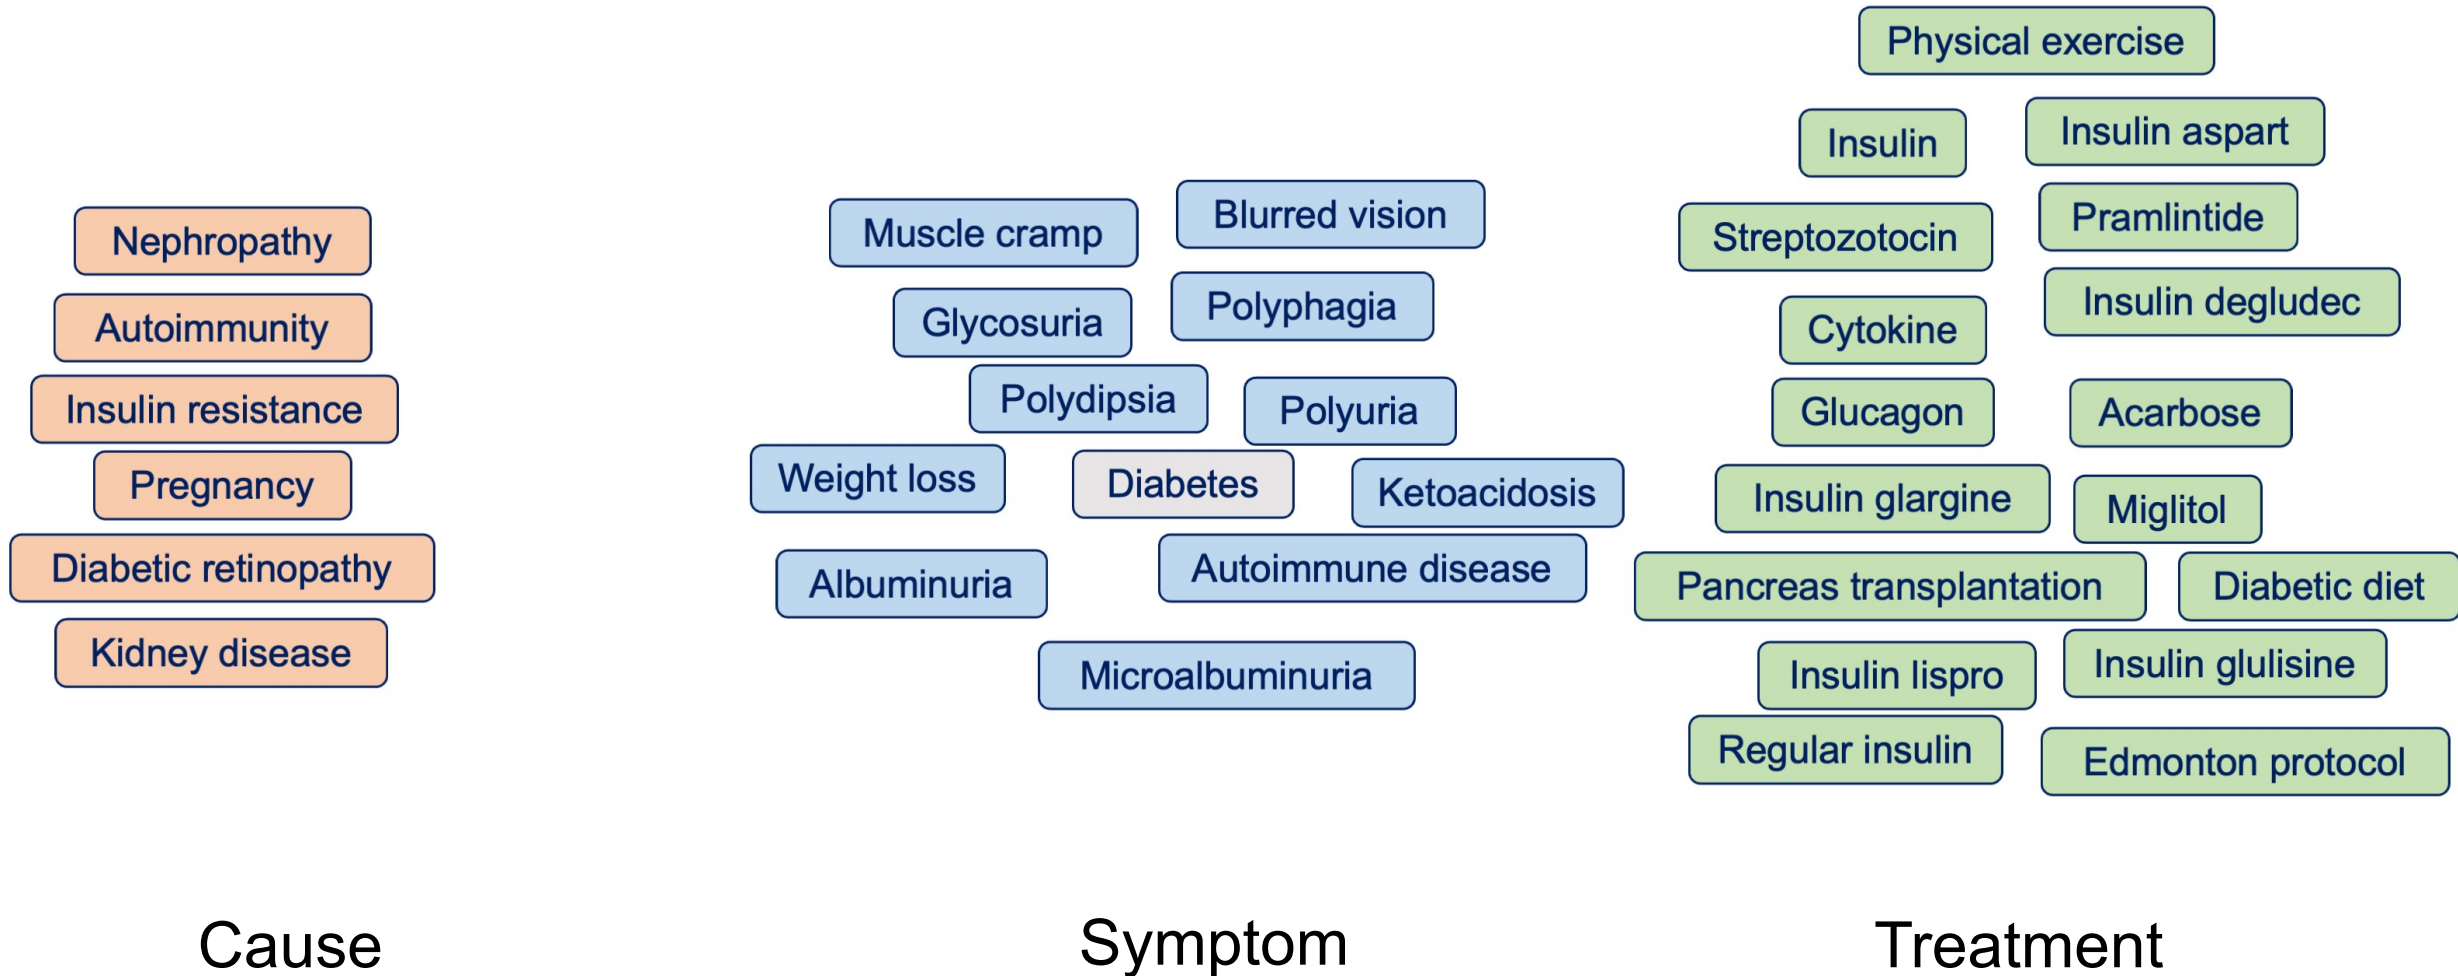 Nephropathy
Autoimmunity
Insulin resistance
Pregnancy
Diabetic retinopathy
Kidney disease
Cause
Muscle cramp
Blurred vision
Glycosuria
Polyphagia
Polydipsia
Polyuria
Weight loss
Diabetes
Ketoacidosis
Albuminuria
Autoimmune disease
Microalbuminuria
Symptom
Physical exercise
Insulin
Insulin aspart
Streptozotocin
Pramlintide
Cytokine
Insulin degludec
Glucagon
Acarbose
Insulin glargine
Miglitol
Pancreas transplantation
Diabetic diet
Insulin lispro
Insulin glulisine
Regular insulin
Edmonton protocol
Treatment